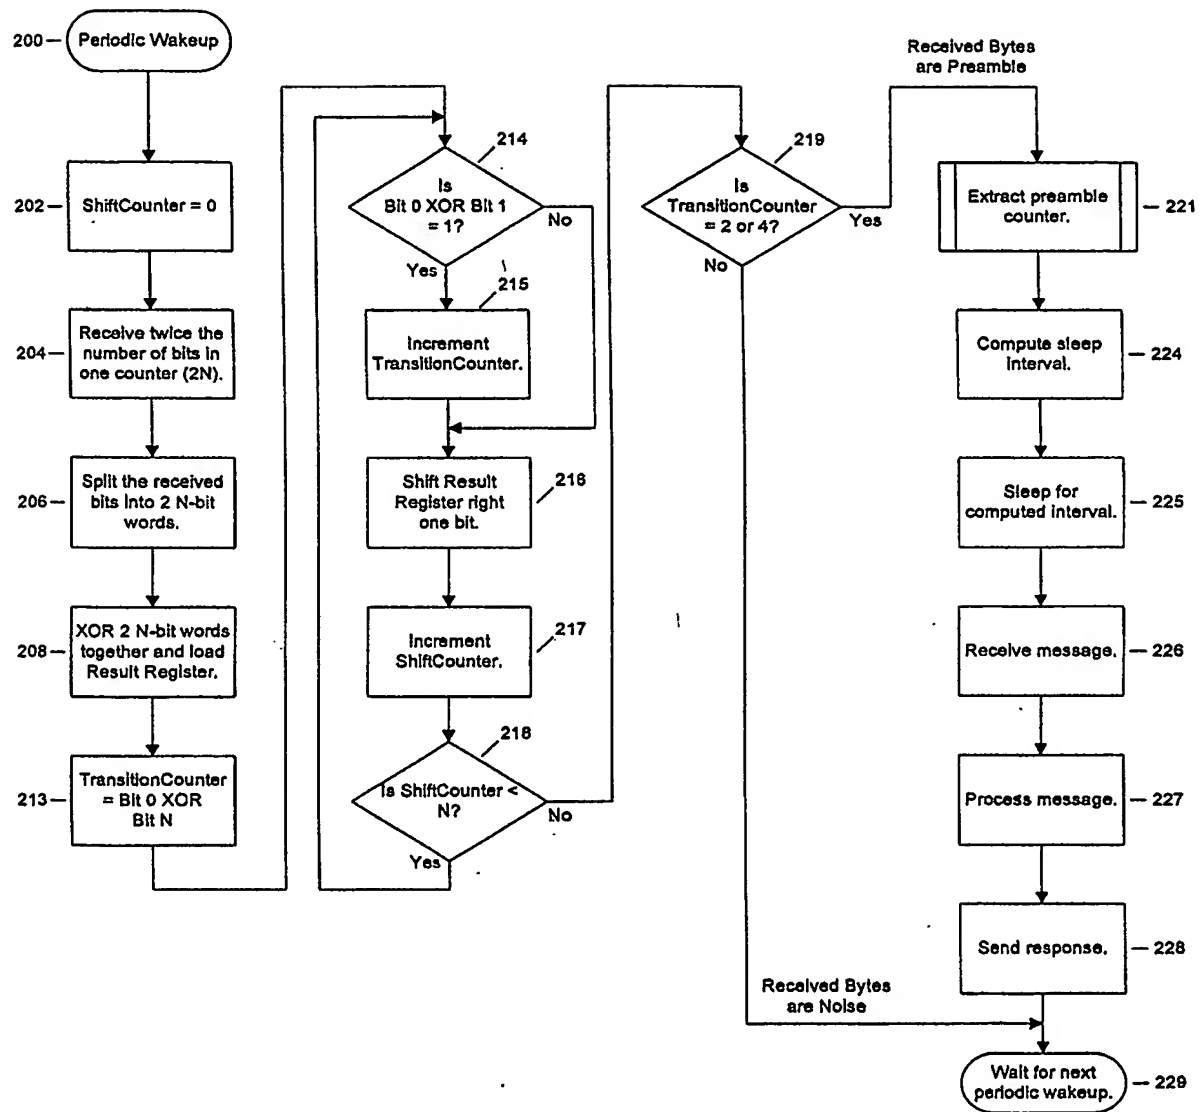 200
Periodic Wakeup
202
ShiftCounter = 0
204
Receive twice the
number of bits in
one counter (2N).
206
Split the received
bits into 2 N-bit
words.
208
XOR 2 N-bit words
together and load
Result Register.
213
TransitionCounter
= Bit 0 XOR
Bit N
214
Is
Bit 0 XOR Bit 1
= 1?
No
Yes
215
Increment
TransitionCounter.
216
Shift Result
Register right
one bit.
217
Increment
ShiftCounter.
218
Is ShiftCounter <
N?
No
Yes
219
Is
TransitionCounter
= 2 or 4?
Yes
No
Received Bytes
are Preamble
Extract preamble
counter.
221
Compute sleep
interval.
224
Sleep for
computed interval.
225
Receive message.
226
Process message.
227
Send response.
228
Received Bytes
are Noise
Wait for next
periodic wakeup.
229